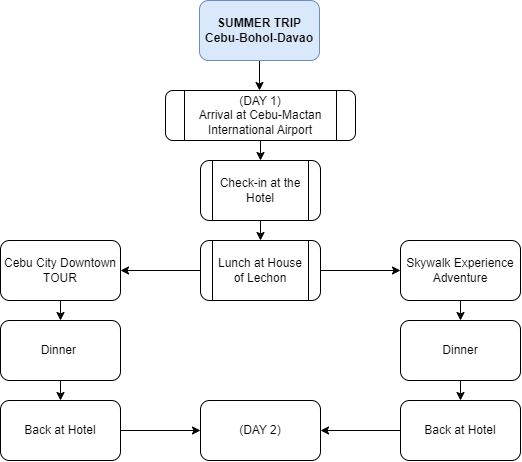 SUMMER TRIP
Cebu-Bohol-Davao
(DAY 1)
Arrival at Cebu-Mactan
International Airport
Check-in at the
Hotel
Cebu City Downtown
TOUR
Lunch at House
of Lechon
Skywalk Experience
Adventure
Dinner
Dinner
Back at Hotel
(DAY 2)
Back at Hotel